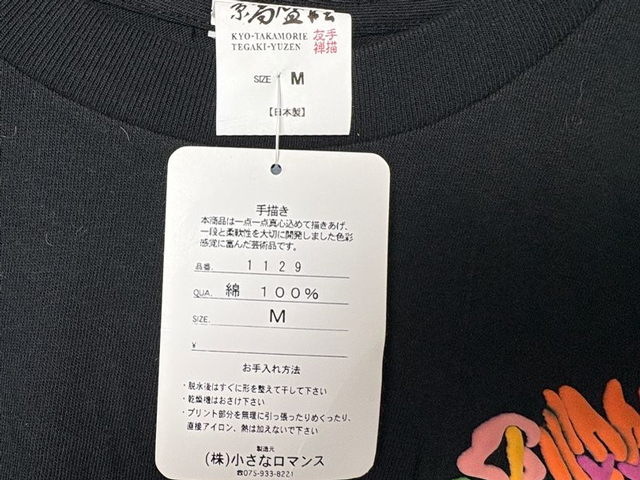 京高盛絵
KYO-TAKAMORIE
TEGAKI-YUZEN
手描
友禅
SIZE M
【日本製】
手描き
本商品は一点一点真心込めて描きあげ、
一段と柔軟性を大切に開発しました色彩
感覚に富んだ芸術品です。
品番. 1129
QUA. 綿 100%
SIZE. M
¥
お手入れ方法
・脱水後はすぐに形を整えて干して下さい
・乾燥機はおさけ下さい
・プリント部分を無理に引っ張ったりめくったり、
直接アイロン、熱は加えないで下さい
製造元
(株)小さなロマンス
☎075-933-8221